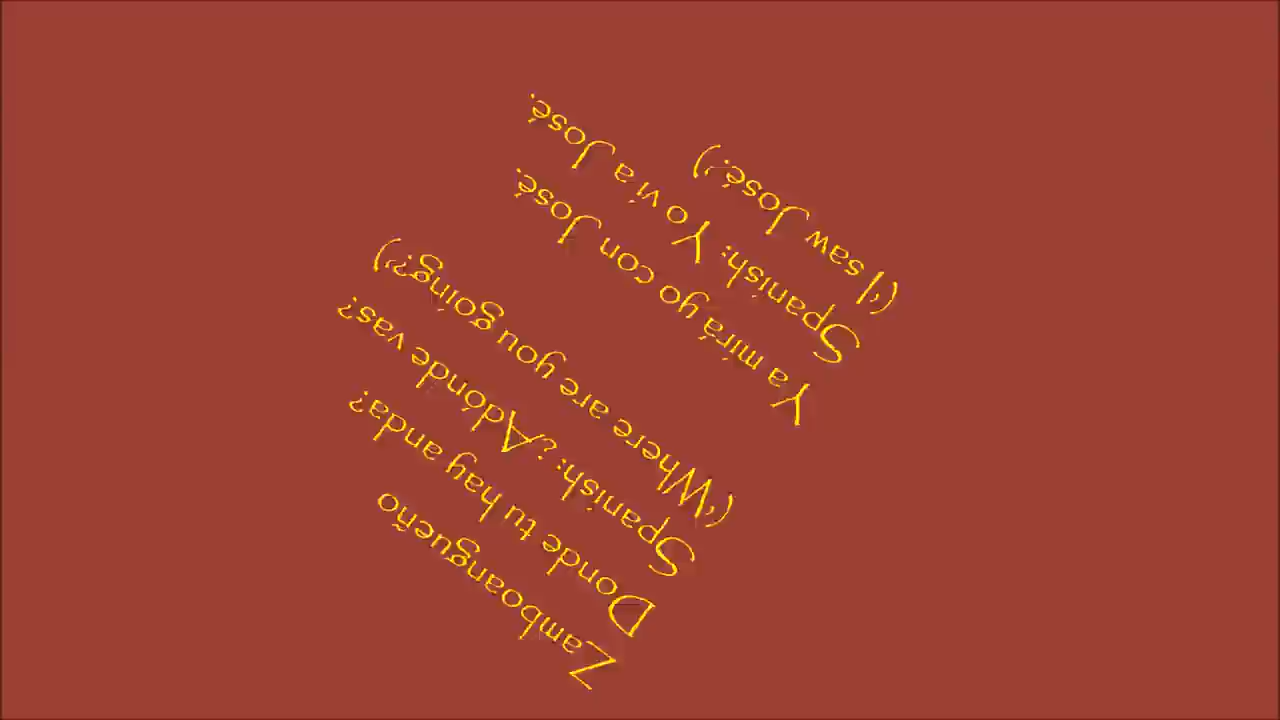 Zamboangueño
Donde tu hay anda?
Spanish: ¿Adónde vas?
('Where are you going?')
Ya mirá yo con José.
Spanish: Yo vi a José.
('I saw José.')